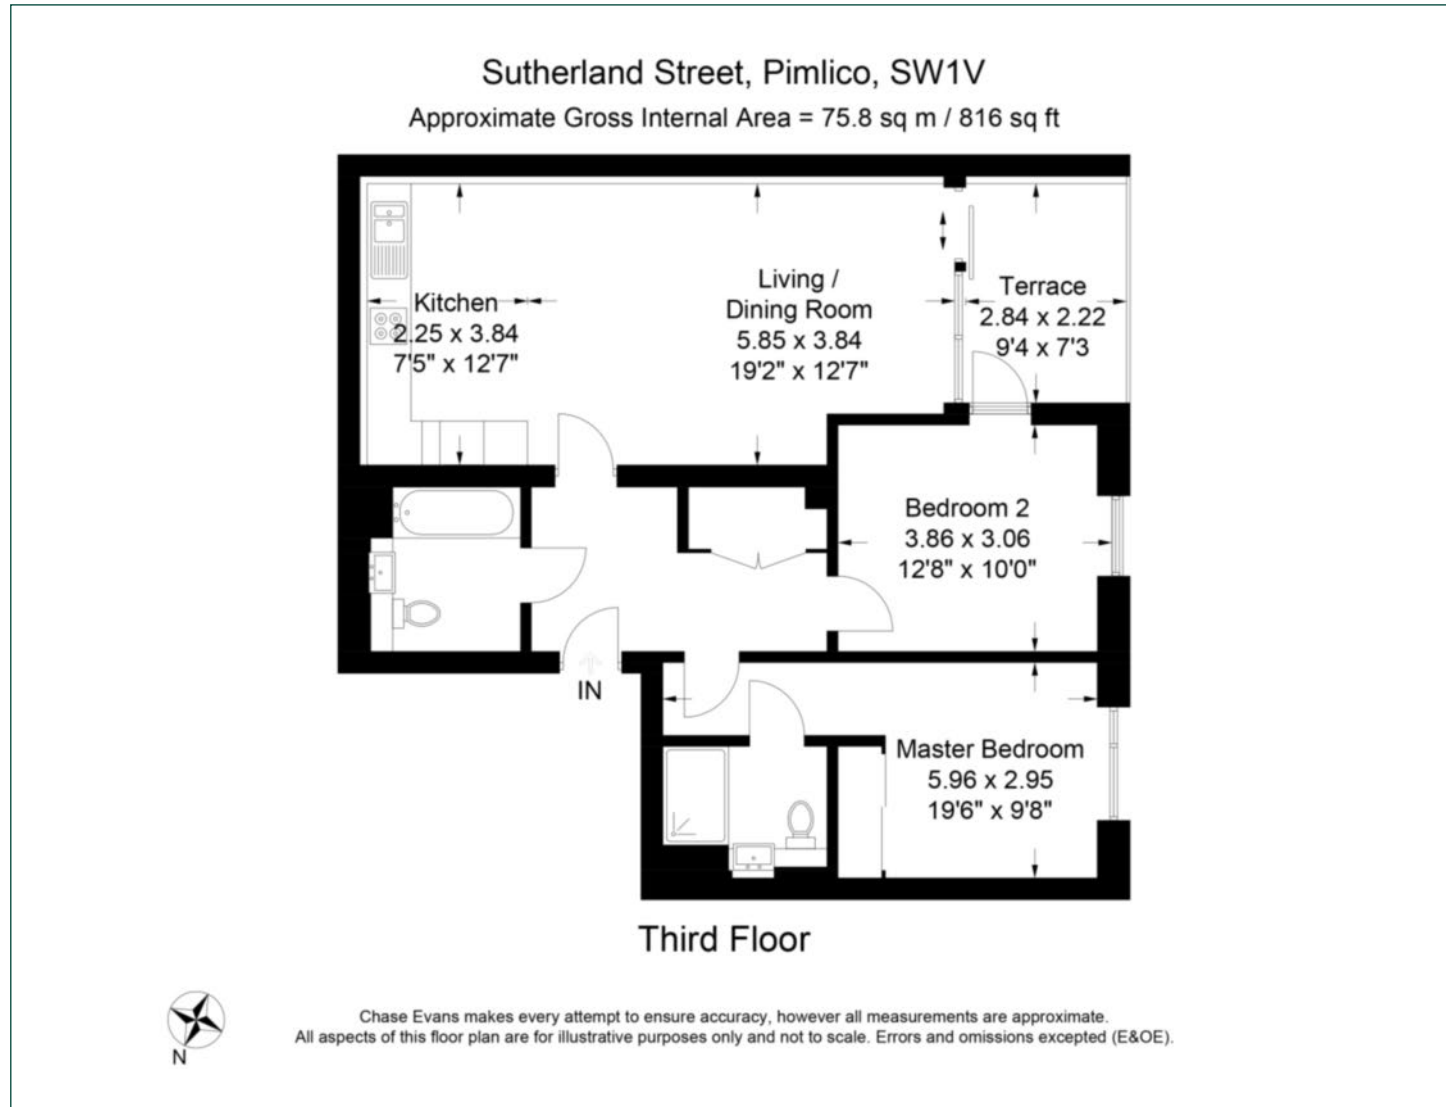 Sutherland Street, Pimlico, SW1V
Approximate Gross Internal Area = 75.8 sq m / 816 sq ft
Kitchen
2.25 x 3.84
7'5" x 12'7"
Living /
Dining Room
5.85 x 3.84
19'2" x 12'7"
Terrace
2.84 x 2.22
9'4 x 7'3
Bedroom 2
3.86 x 3.06
12'8" x 10'0"
IN
Master Bedroom
5.96 x 2.95
19'6" x 9'8"
Third Floor
N
Chase Evans makes every attempt to ensure accuracy, however all measurements are approximate.
All aspects of this floor plan are for illustrative purposes only and not to scale. Errors and omissions excepted (E&OE).